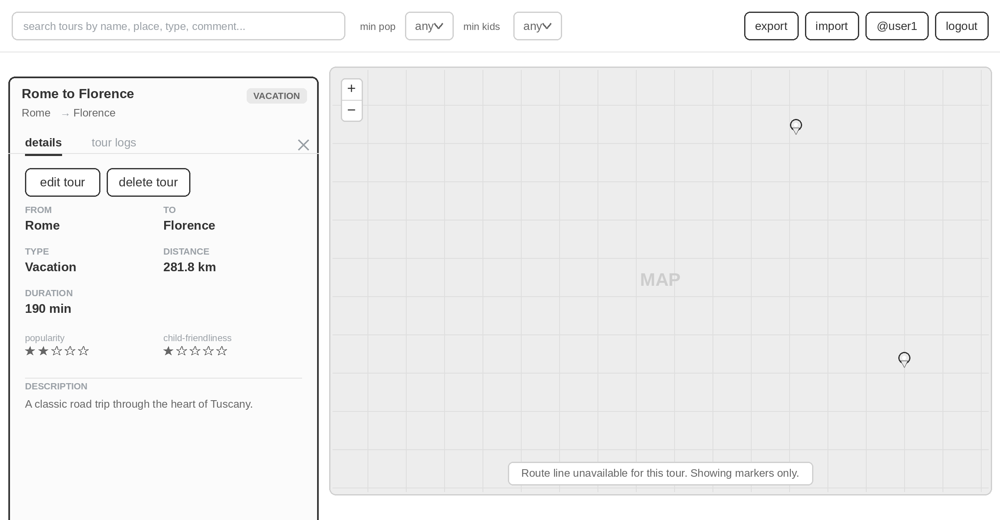 search tours by name, place, type, comment...
min pop
any
min kids
any
export
import
@user1
logout
Rome to Florence
VACATION
Rome → Florence
details
tour logs
edit tour
delete tour
FROM
TO
Rome
Florence
TYPE
DISTANCE
Vacation
281.8 km
DURATION
190 min
popularity
child-friendliness
DESCRIPTION
A classic road trip through the heart of Tuscany.
+
−
MAP
Route line unavailable for this tour. Showing markers only.